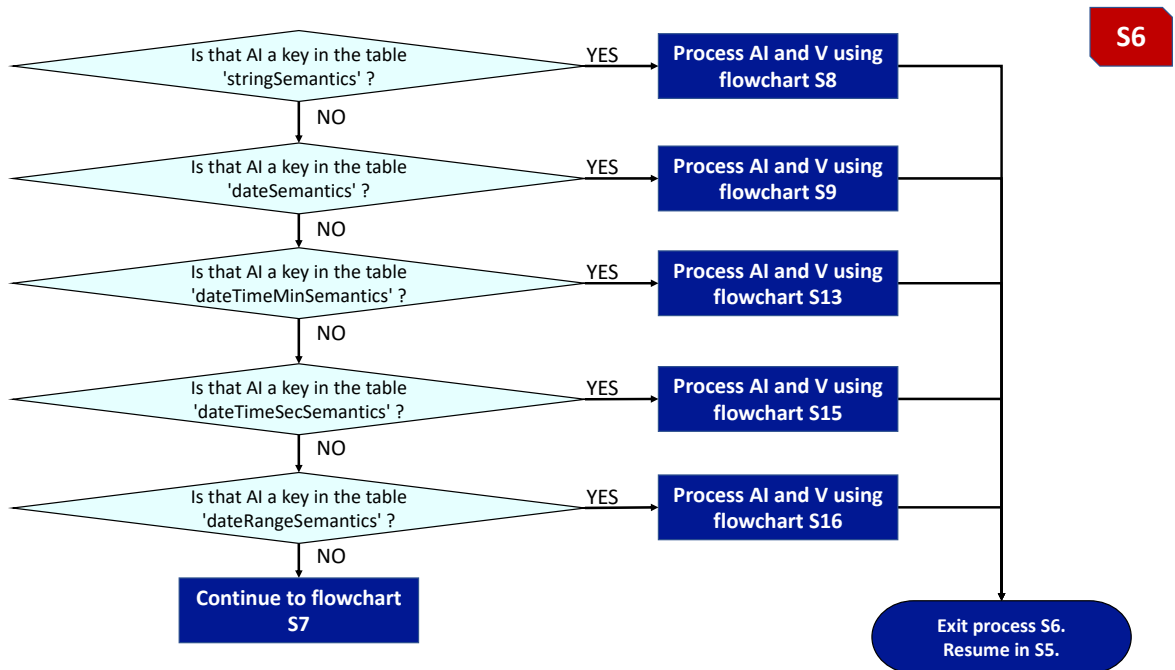 S6
Is that AI a key in the table
'stringSemantics' ?
YES
Process AI and V using
flowchart S8
NO
Is that AI a key in the table
'dateSemantics' ?
YES
Process AI and V using
flowchart S9
NO
Is that AI a key in the table
'dateTimeMinSemantics' ?
YES
Process AI and V using
flowchart S13
NO
Is that AI a key in the table
'dateTimeSecSemantics' ?
YES
Process AI and V using
flowchart S15
NO
Is that AI a key in the table
'dateRangeSemantics' ?
YES
Process AI and V using
flowchart S16
NO
Continue to flowchart
S7
Exit process S6.
Resume in S5.